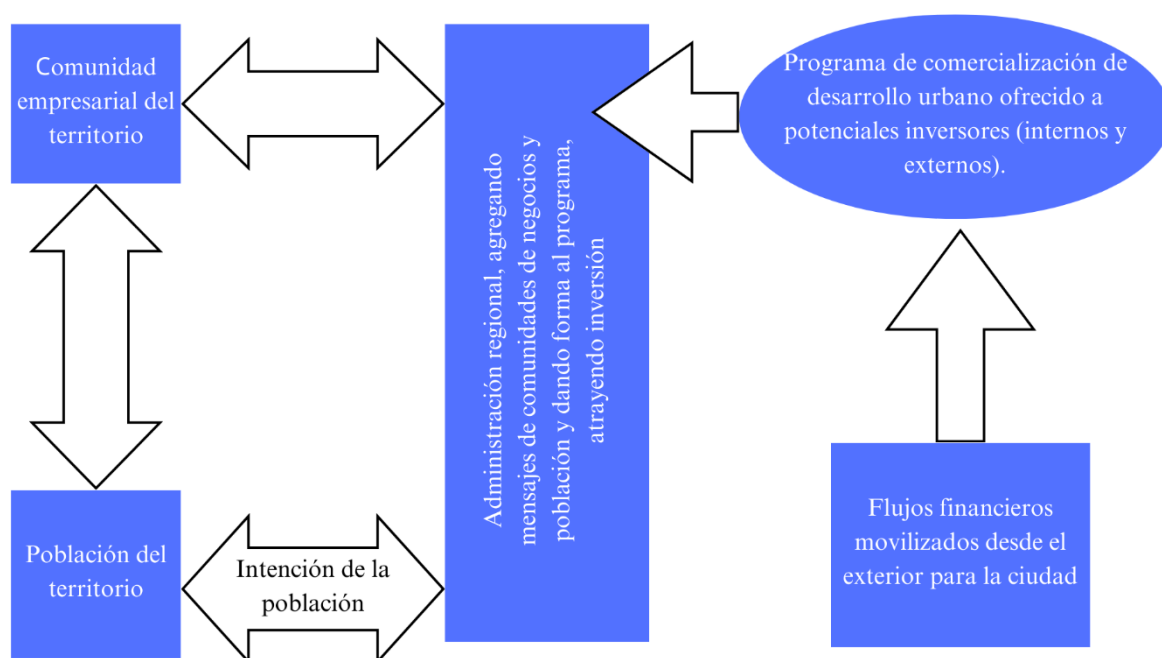 Comunidad
empresarial del
territorio
Administración regional, agregando
mensajes de comunidades de negocios y
población y dando forma al programa,
atrayendo inversión
Programa de comercialización de
desarrollo urbano ofrecido a
potenciales inversores (internos y
externos).
Población del
territorio
Intención de la
población
Flujos financieros
movilizados desde el
exterior para la ciudad